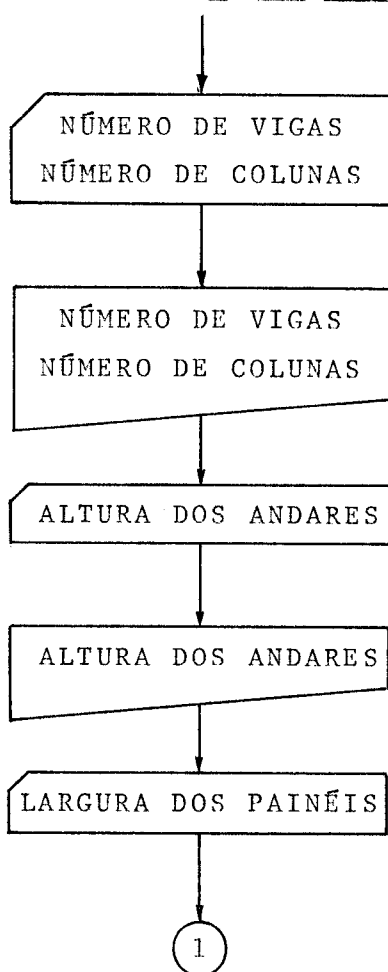 NÚMERO DE VIGAS
NÚMERO DE COLUNAS
NÚMERO DE VIGAS
NÚMERO DE COLUNAS
ALTURA DOS ANDARES
ALTURA DOS ANDARES
LARGURA DOS PAINÉIS
1